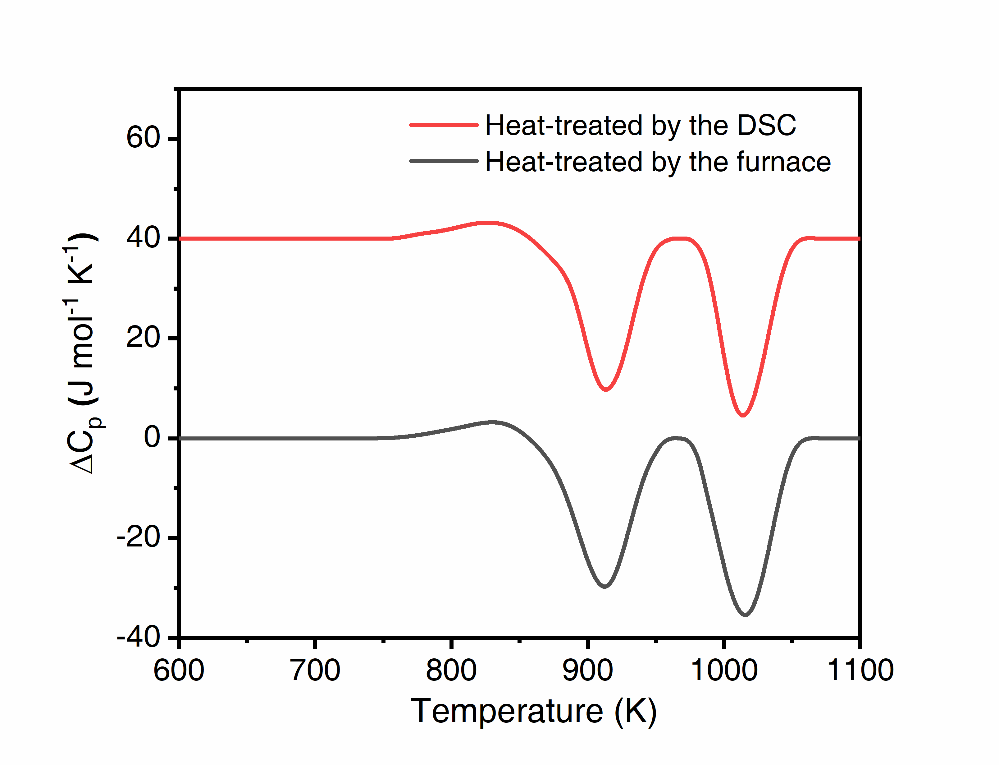 Heat-treated by the DSC
Heat-treated by the furnace
60
40
20
0
-20
-40
ΔCp (J mol-1 K-1)
600 700 800 900 1000 1100
Temperature (K)